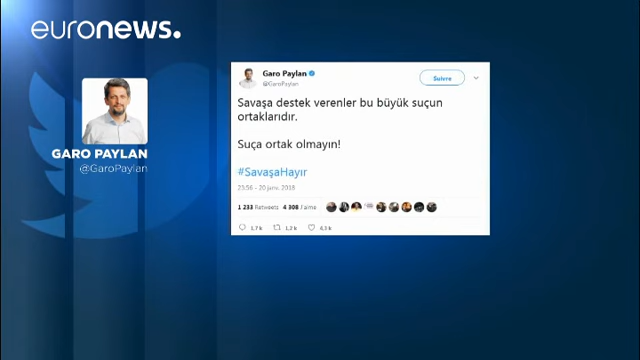 euronews.
GARO PAYLAN
@GaroPaylan
Garo Paylan
@GaroPaylan
Suivre
Savaşa destek verenler bu büyük suçun
ortaklarıdır.
Suça ortak olmayın!
#SavaşaHayır
23:56 - 20 janv. 2018
1 233 Retweets 4 308 J'aime
1,7 k 1,2 k 4,3 k